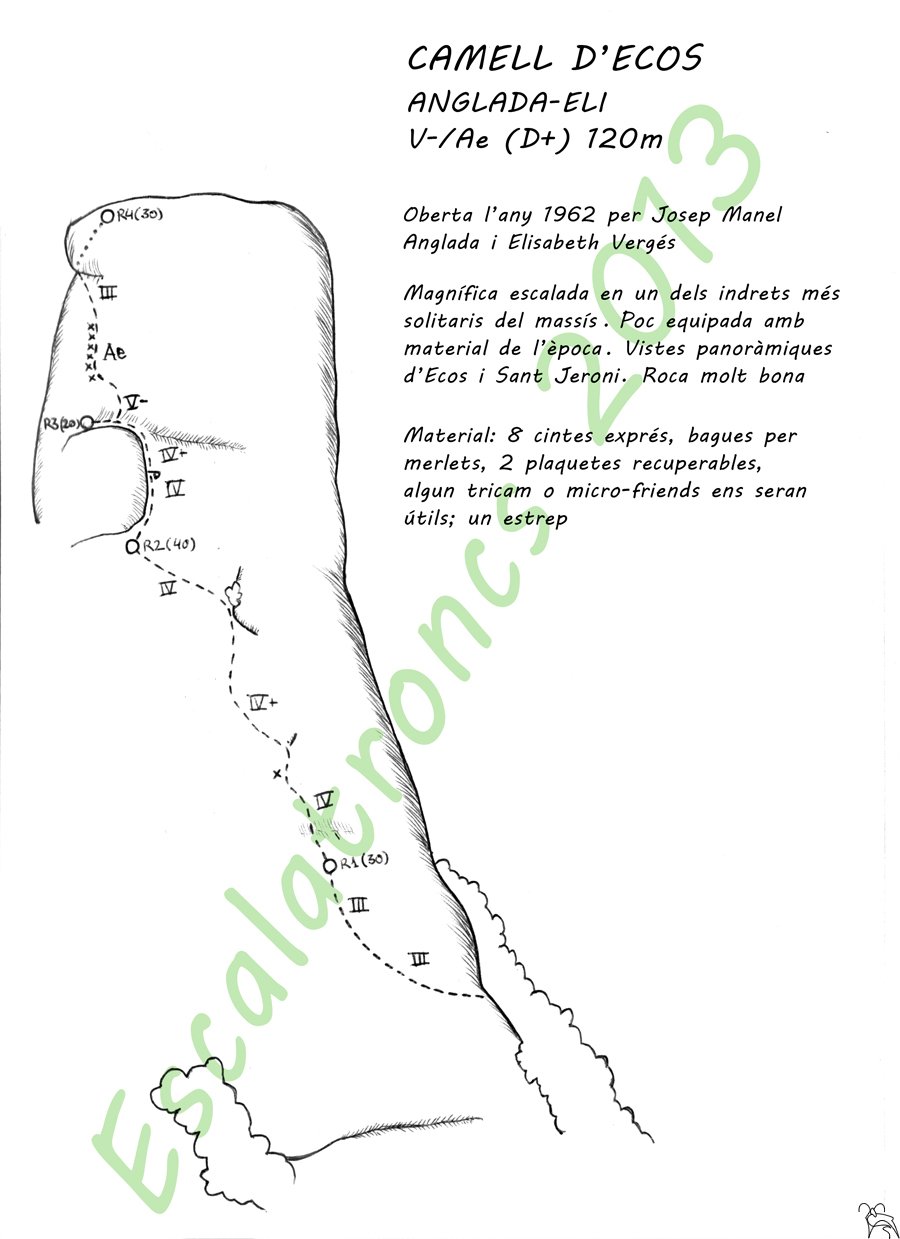 CAMELL D'ECOS
ANGLADA-ELI
V-/Ae (D+) 120m
Oberta l'any 1962 per Josep Manel
Anglada i Elisabeth Vergés
Magnífica escalada en un dels indrets més
solitaris del massís. Poc equipada amb
material de l'època. Vistes panoràmiques
d'Ecos i Sant Jeroni. Roca molt bona
Material: 8 cintes exprés, bagues per
merlets, 2 plaquetes recuperables,
algun tricam o micro-friends ens seran
útils; un estrep
R4(30)
III
Ae
V-
R3(20)
IV+
IV
R2(40)
IV
IV+
IV
R1(30)
III
III
Escalatroncs 2013